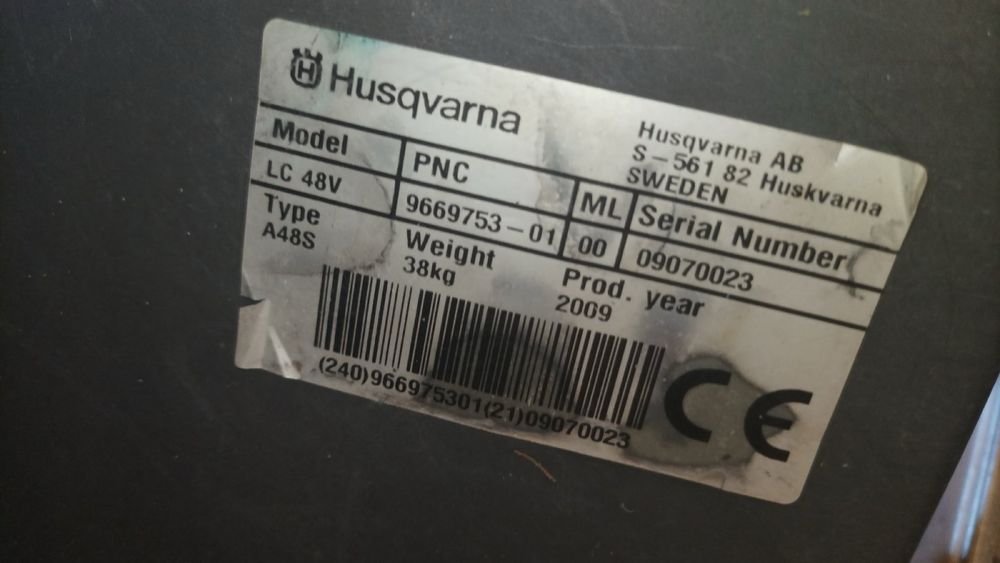 Husqvarna
Husqvarna AB
S-561 82 Huskvarna
SWEDEN
Model
PNC
ML
Serial Number
LC 48V
9669753-01
00
09070023
Type
Weight
Prod. year
A48S
38kg
2009
(240)966975301(21)09070023
CE